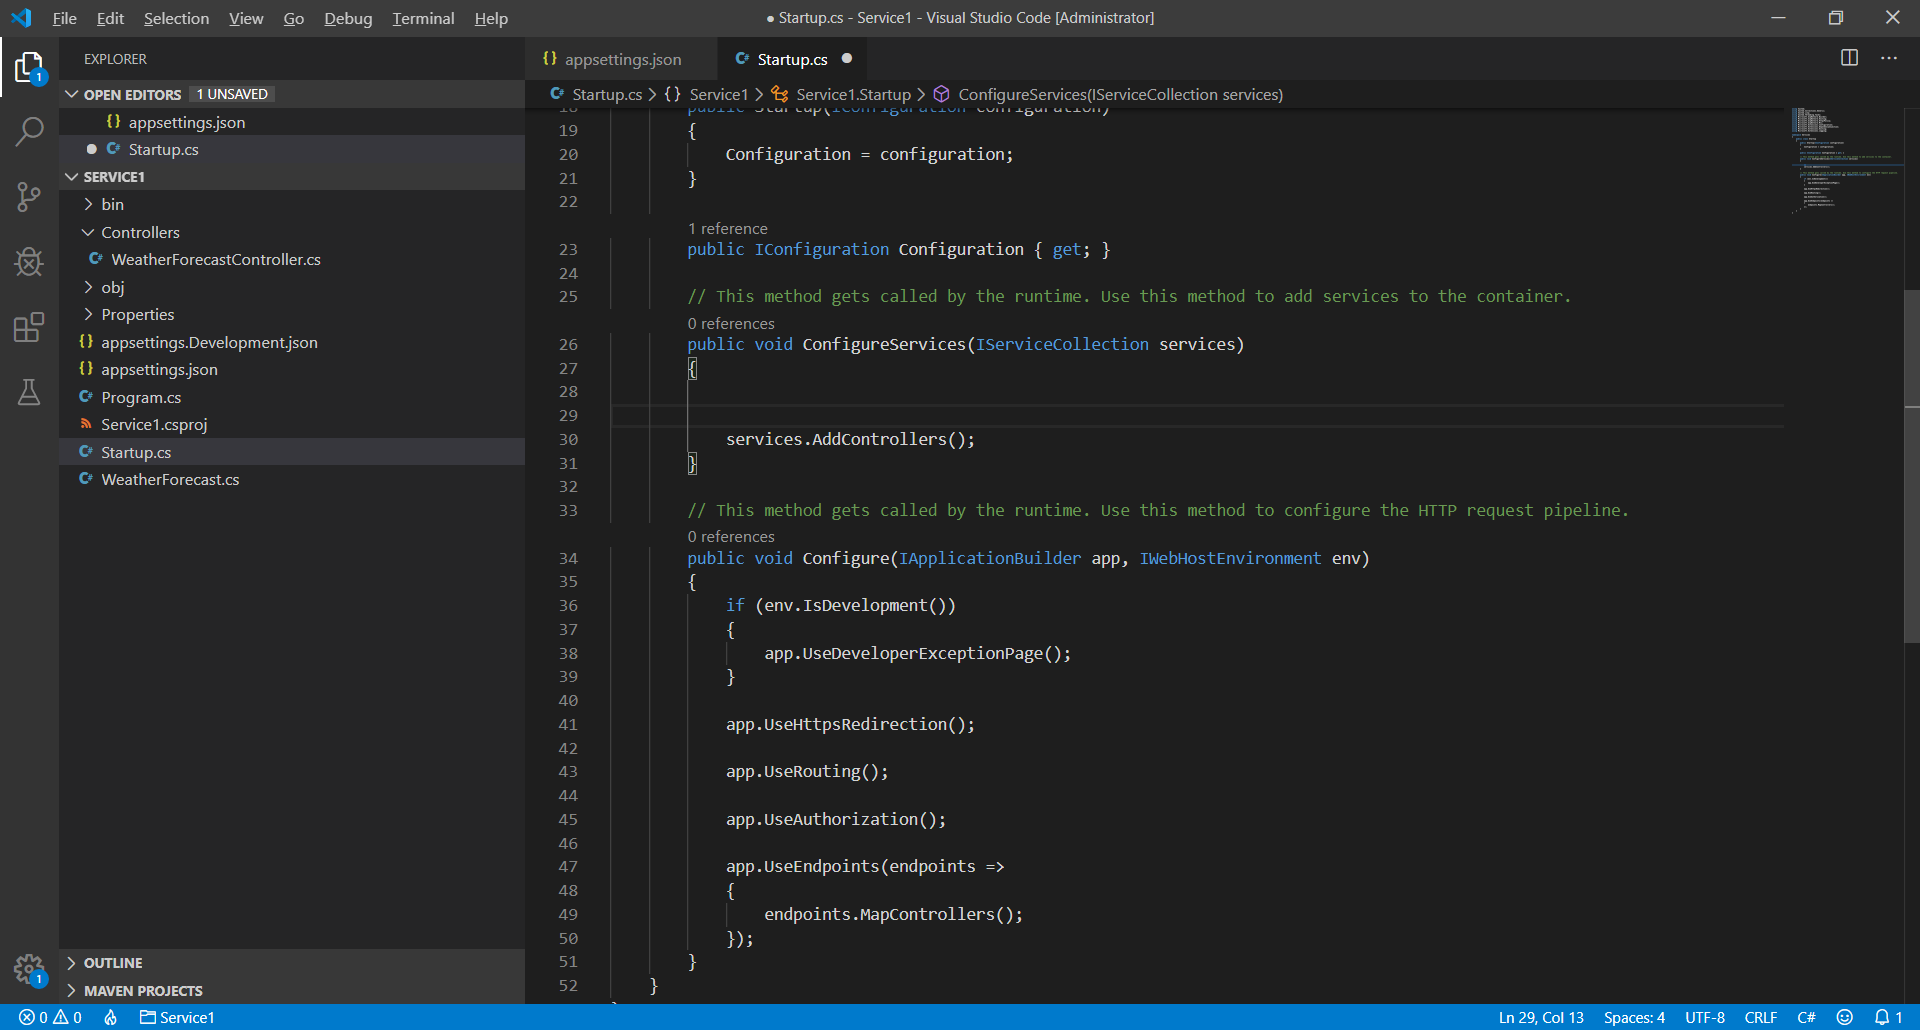 File Edit Selection View Go Debug Terminal Help
● Startup.cs - Service1 - Visual Studio Code [Administrator]
EXPLORER
OPEN EDITORS 1 UNSAVED
{} appsettings.json
● C# Startup.cs
SERVICE1
bin
Controllers
C# WeatherForecastController.cs
obj
Properties
{} appsettings.Development.json
{} appsettings.json
C# Program.cs
Service1.csproj
C# Startup.cs
C# WeatherForecast.cs
OUTLINE
MAVEN PROJECTS
{} appsettings.json
C# Startup.cs ●
C# Startup.cs > {} Service1 > Service1.Startup > ConfigureServices(IServiceCollection services)
18 public Startup(IConfiguration configuration)
19 {
20 Configuration = configuration;
21 }
22
1 reference
23 public IConfiguration Configuration { get; }
24
25 // This method gets called by the runtime. Use this method to add services to the container.
0 references
26 public void ConfigureServices(IServiceCollection services)
27 {
28
29
30 services.AddControllers();
31 }
32
33 // This method gets called by the runtime. Use this method to configure the HTTP request pipeline.
0 references
34 public void Configure(IApplicationBuilder app, IWebHostEnvironment env)
35 {
36 if (env.IsDevelopment())
37 {
38 app.UseDeveloperExceptionPage();
39 }
40
41 app.UseHttpsRedirection();
42
43 app.UseRouting();
44
45 app.UseAuthorization();
46
47 app.UseEndpoints(endpoints =>
48 {
49 endpoints.MapControllers();
50 });
51 }
52 }
1
1
0 0 Service1
Ln 29, Col 13 Spaces: 4 UTF-8 CRLF C# 1